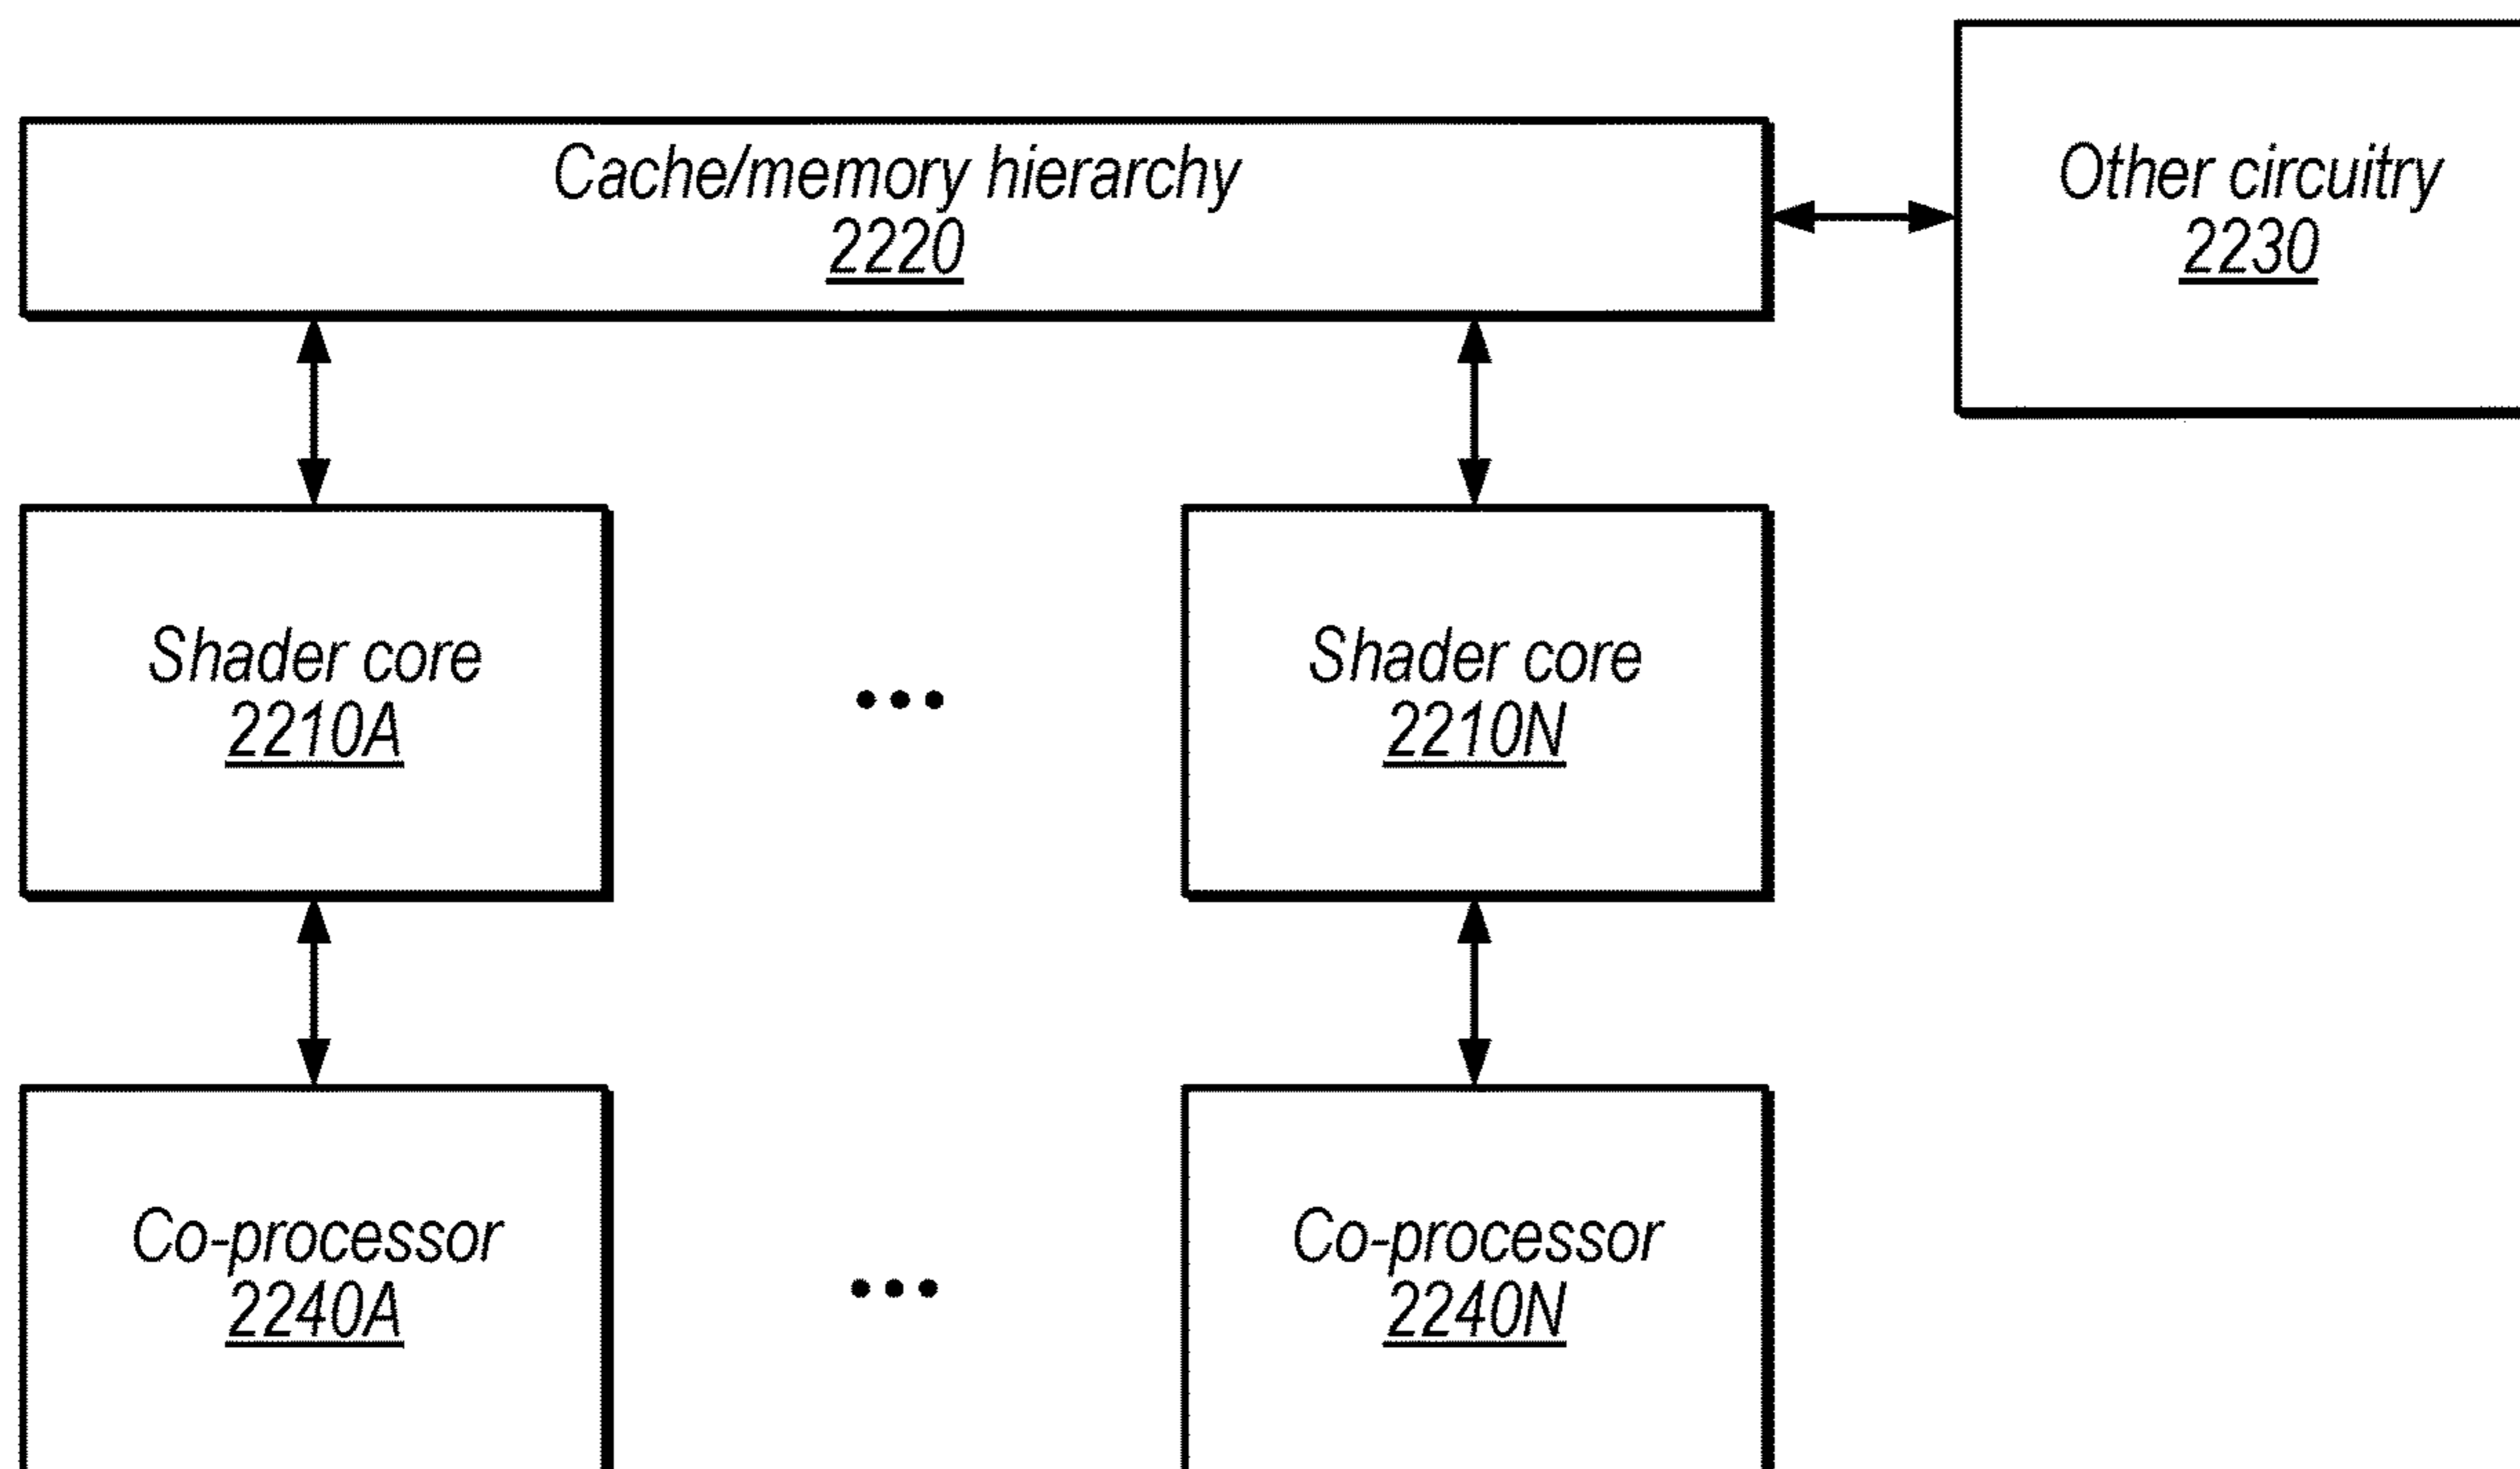 Cache/memory hierarchy
2220
Other circuitry
2230
Shader core
2210A
Shader core
2210N
Co-processor
2240A
Co-processor
2240N